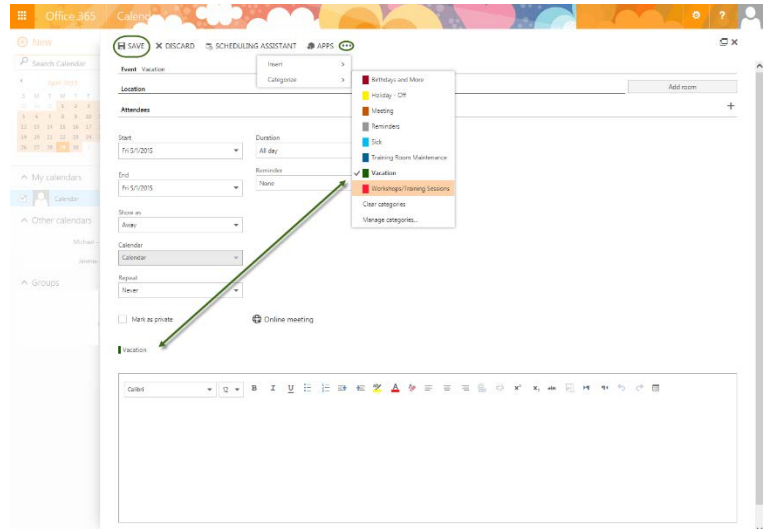 Office 365 Calendar ?
New
Search Calendar
April 2015
S M T W T F S
SAVE DISCARD SCHEDULING ASSISTANT APPS
Insert
Categorize
Event Vacation
Location
Add room
Attendees
Birthdays and More
Holiday - Off
Meeting
Reminders
Sick
Training Room Maintenance
Vacation
Workshops/Training Sessions
Clear categories
Manage categories...
Start
Fri 5/1/2015
Duration
All day
End
Fri 5/1/2015
Reminder
None
Show as
Away
Calendar
Calendar
Repeat
Never
Mark as private
Online meeting
Vacation
Calibri 12 B I U
My calendars
Calendar
Other calendars
Michael -
Groups